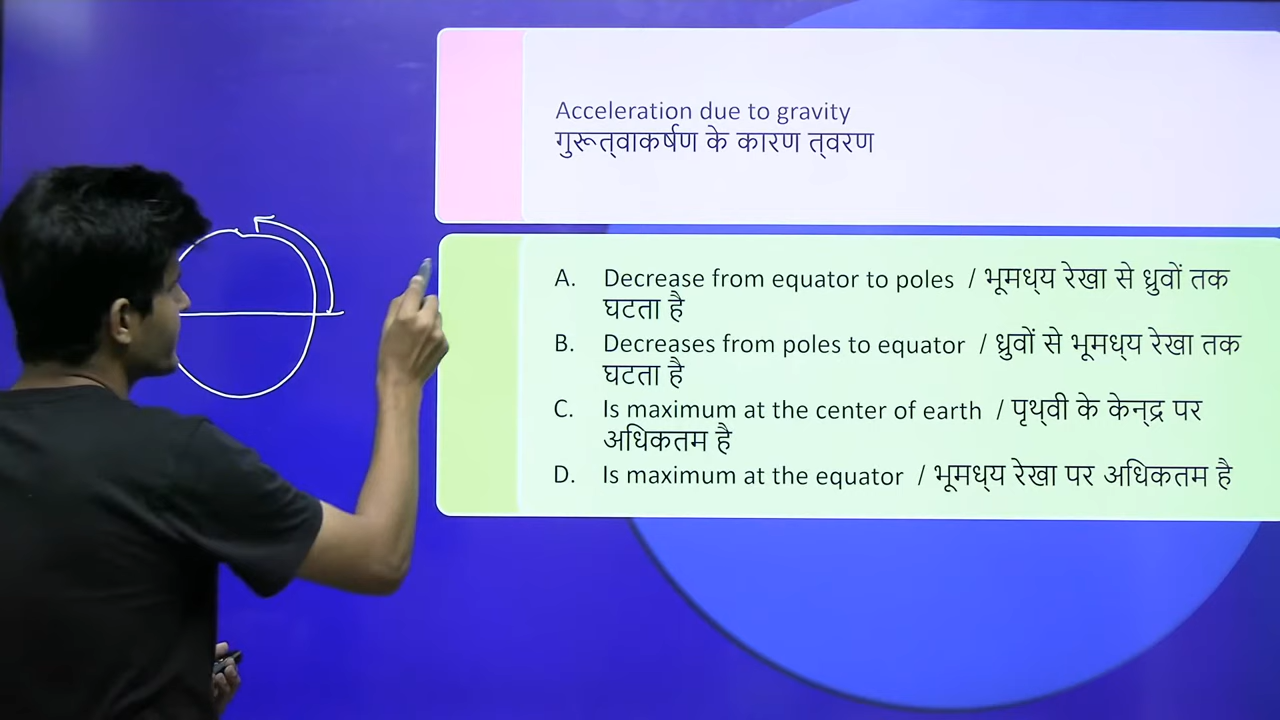 Acceleration due to gravity
गुरूत्वाकर्षण के कारण त्वरण
A. Decrease from equator to poles / भूमध्य रेखा से ध्रुवों तक
घटता है
B. Decreases from poles to equator / ध्रुवों से भूमध्य रेखा तक
घटता है
C. Is maximum at the center of earth / पृथ्वी के केन्द्र पर
अधिकतम है
D. Is maximum at the equator / भूमध्य रेखा पर अधिकतम है